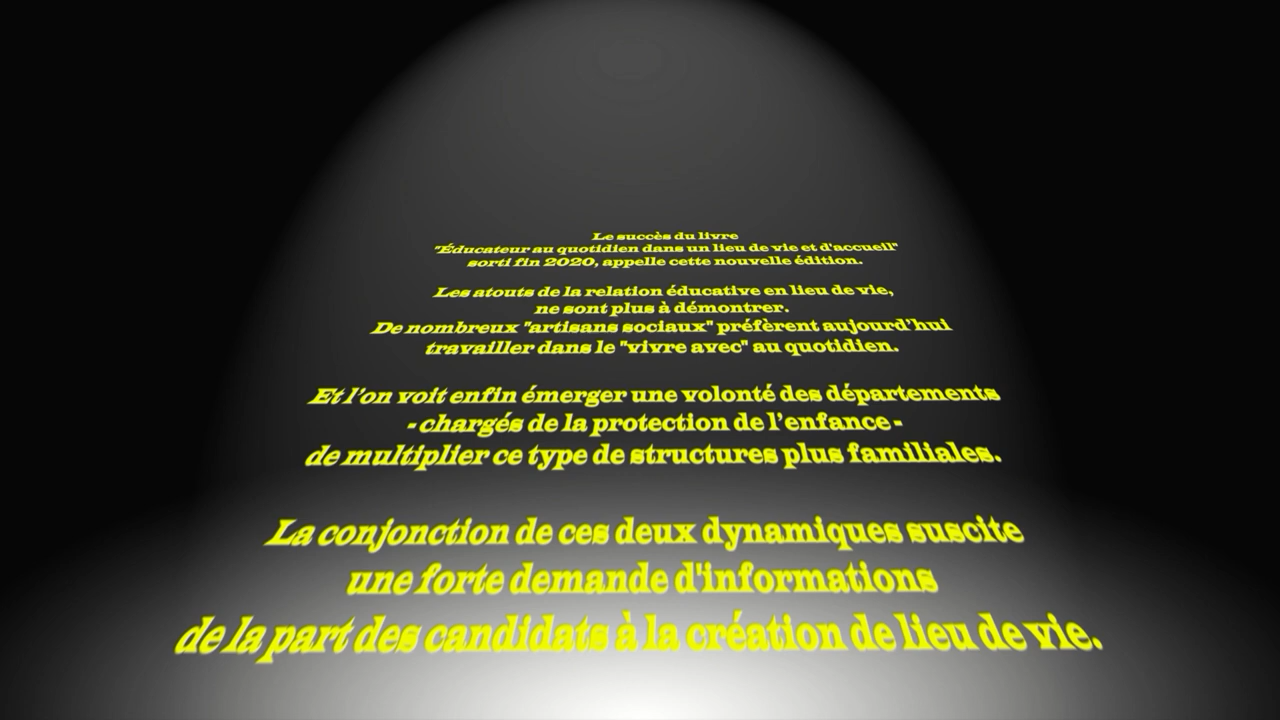 Le succès du livre
"Éducateur au quotidien dans un lieu de vie et d'accueil"
sorti fin 2020, appelle cette nouvelle édition.
Les atouts de la relation éducative en lieu de vie,
ne sont plus à démontrer.
De nombreux "artisans sociaux" préfèrent aujourd'hui
travailler dans le "vivre avec" au quotidien.
Et l’on voit enfin émerger une volonté des départements
- chargés de la protection de l’enfance -
de multiplier ce type de structures plus familiales.
La conjonction de ces deux dynamiques suscite
une forte demande d'informations
de la part des candidats à la création de lieu de vie.